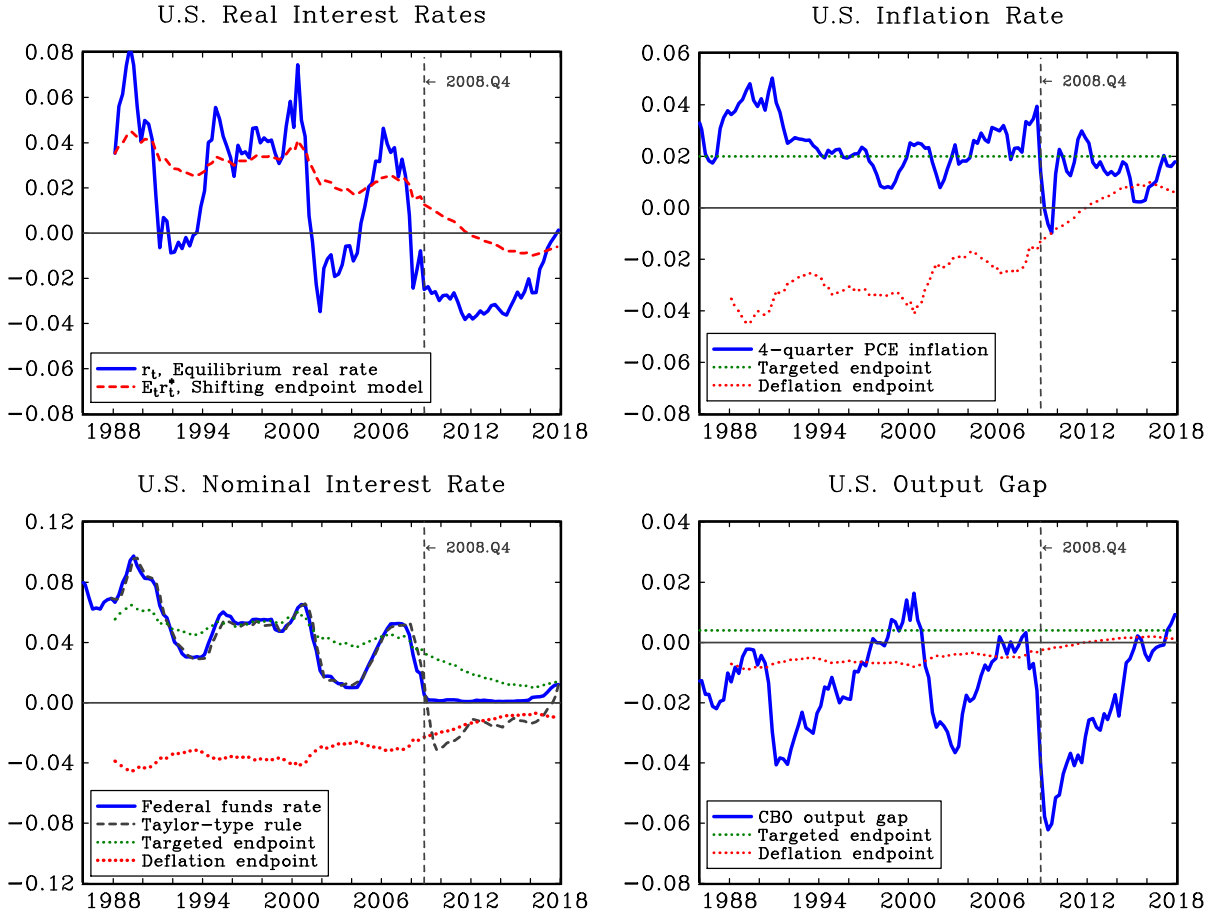 U.S. Real Interest Rates
0.08
0.06
0.04
0.02
0.00
−0.02
−0.04
−0.06
−0.08
← 2008.Q4
rt, Equilibrium real rate
Etrt*, Shifting endpoint model
1988 1994 2000 2006 2012 2018
U.S. Inflation Rate
0.06
0.04
0.02
0.00
−0.02
−0.04
−0.06
−0.08
← 2008.Q4
4−quarter PCE inflation
Targeted endpoint
Deflation endpoint
1988 1994 2000 2006 2012 2018
U.S. Nominal Interest Rate
0.12
0.08
0.04
0.00
−0.04
−0.08
−0.12
← 2008.Q4
Federal funds rate
Taylor−type rule
Targeted endpoint
Deflation endpoint
1988 1994 2000 2006 2012 2018
U.S. Output Gap
0.04
0.02
0.00
−0.02
−0.04
−0.06
−0.08
← 2008.Q4
CBO output gap
Targeted endpoint
Deflation endpoint
1988 1994 2000 2006 2012 2018